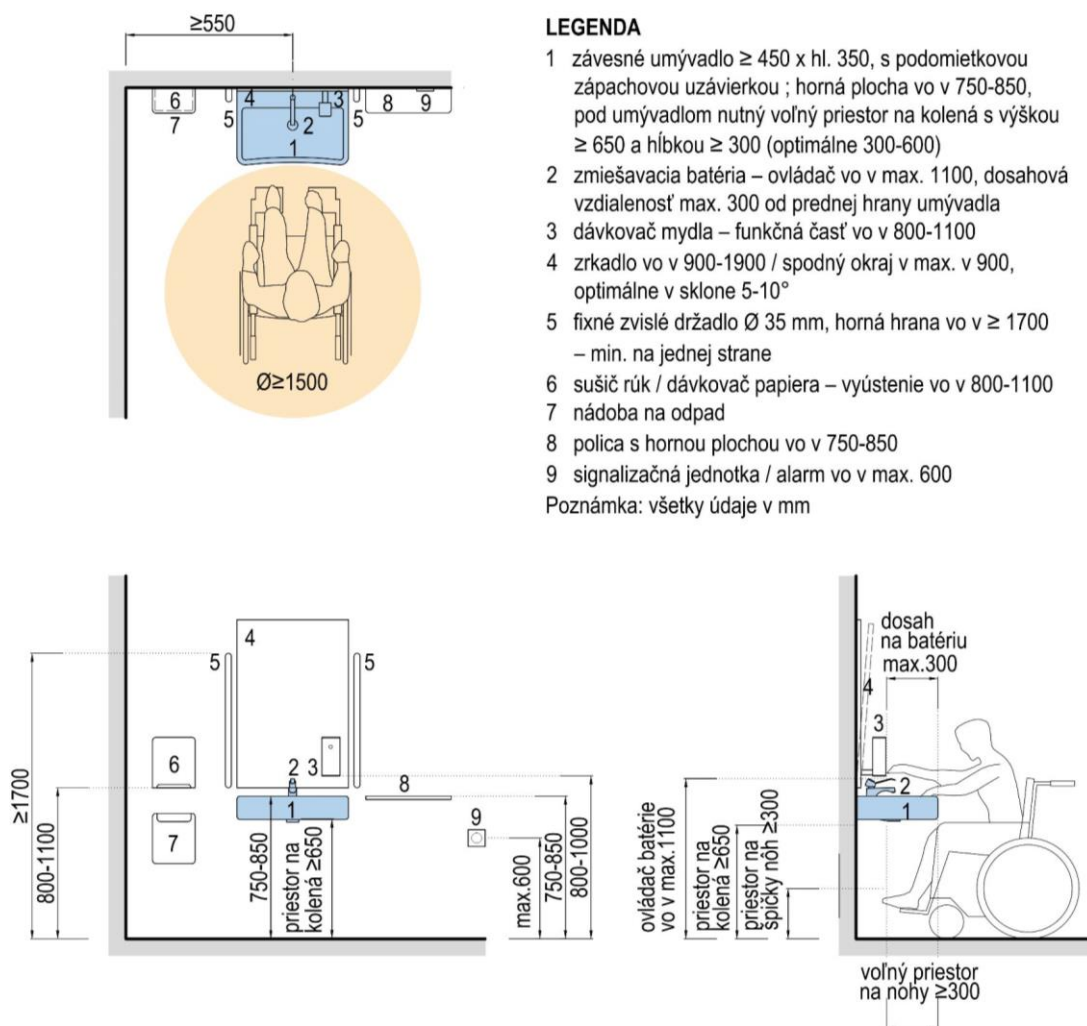 ≥550
6
7
5
4
3
2
1
5
8
9
Ø≥1500
LEGENDA
1 závesné umývadlo ≥ 450 x hl. 350, s podomietkovou
zápachovou uzávierkou ; horná plocha vo v 750-850,
pod umývadlom nutný voľný priestor na kolená s výškou
≥ 650 a hĺbkou ≥ 300 (optimálne 300-600)
2 zmiešavacia batéria – ovládač vo v max. 1100, dosahová
vzdialenosť max. 300 od prednej hrany umývadla
3 dávkovač mydla – funkčná časť vo v 800-1100
4 zrkadlo vo v 900-1900 / spodný okraj v max. v 900,
optimálne v sklone 5-10°
5 fixné zvislé držadlo Ø 35 mm, horná hrana vo v ≥ 1700
– min. na jednej strane
6 sušič rúk / dávkovač papiera – vyústenie vo v 800-1100
7 nádoba na odpad
8 polica s hornou plochou vo v 750-850
9 signalizačná jednotka / alarm vo v max. 600
Poznámka: všetky údaje v mm
≥1700
800-1100
6
7
5
4
5
2
3
1
8
9
750-850
priestor na
kolená ≥650
max.600
750-850
800-1000
dosah
na batériu
max.300
4
3
2
1
ovládač batérie
vo v max.1100
priestor na
kolená ≥650
priestor na
špičky nôh ≥300
voľný priestor
na nohy ≥300